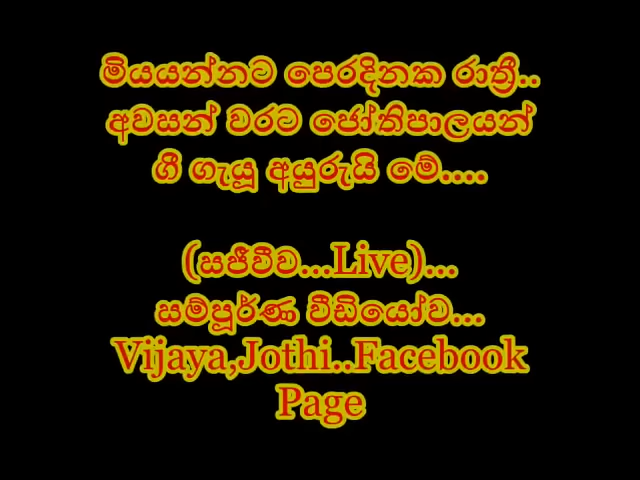 මියයන්නට පෙරදිනක රාත්‍රී..
අවසන් වරට ජෝතිපාලයන්
ගී ගැයූ අයුරුයි මේ....
(සජීවීව...Live)...
සම්පූර්ණ වීඩියෝව...
Vijaya,Jothi..Facebook
Page